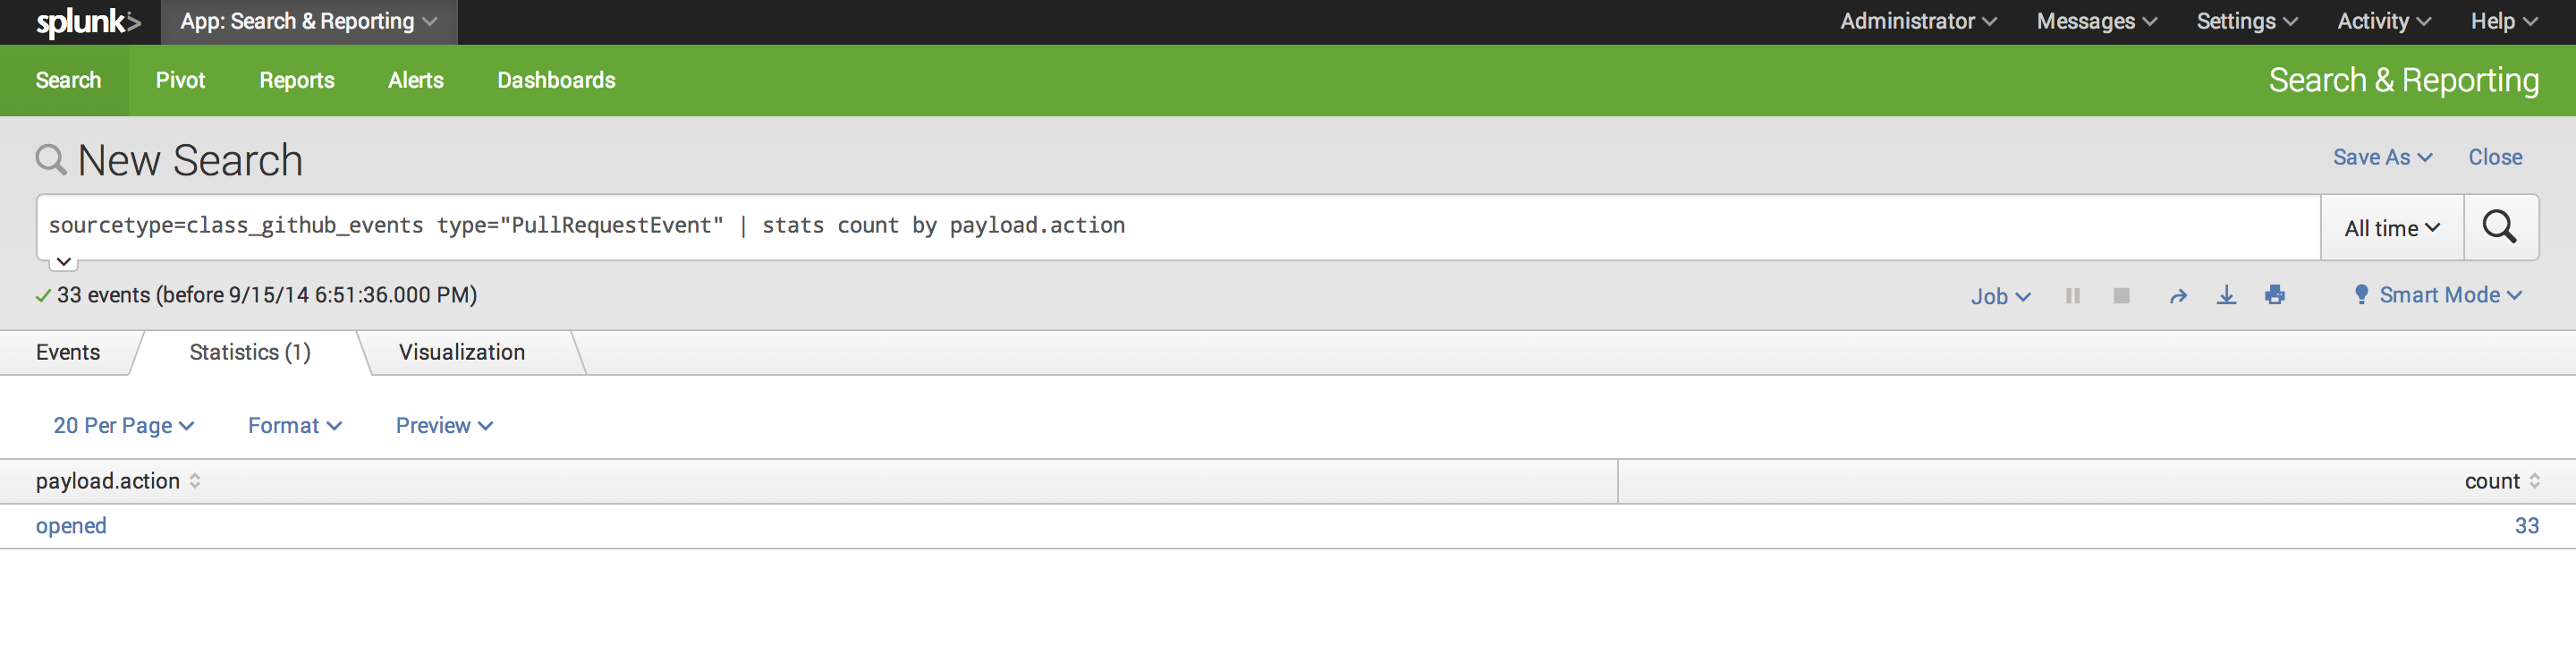 splunk> App: Search & Reporting Administrator Messages Settings Activity Help
Search Pivot Reports Alerts Dashboards Search & Reporting
New Search Save As Close
sourcetype=class_github_events type="PullRequestEvent" | stats count by payload.action All time
33 events (before 9/15/14 6:51:36.000 PM) Job Smart Mode
Events Statistics (1) Visualization
20 Per Page Format Preview
payload.action count
opened 33